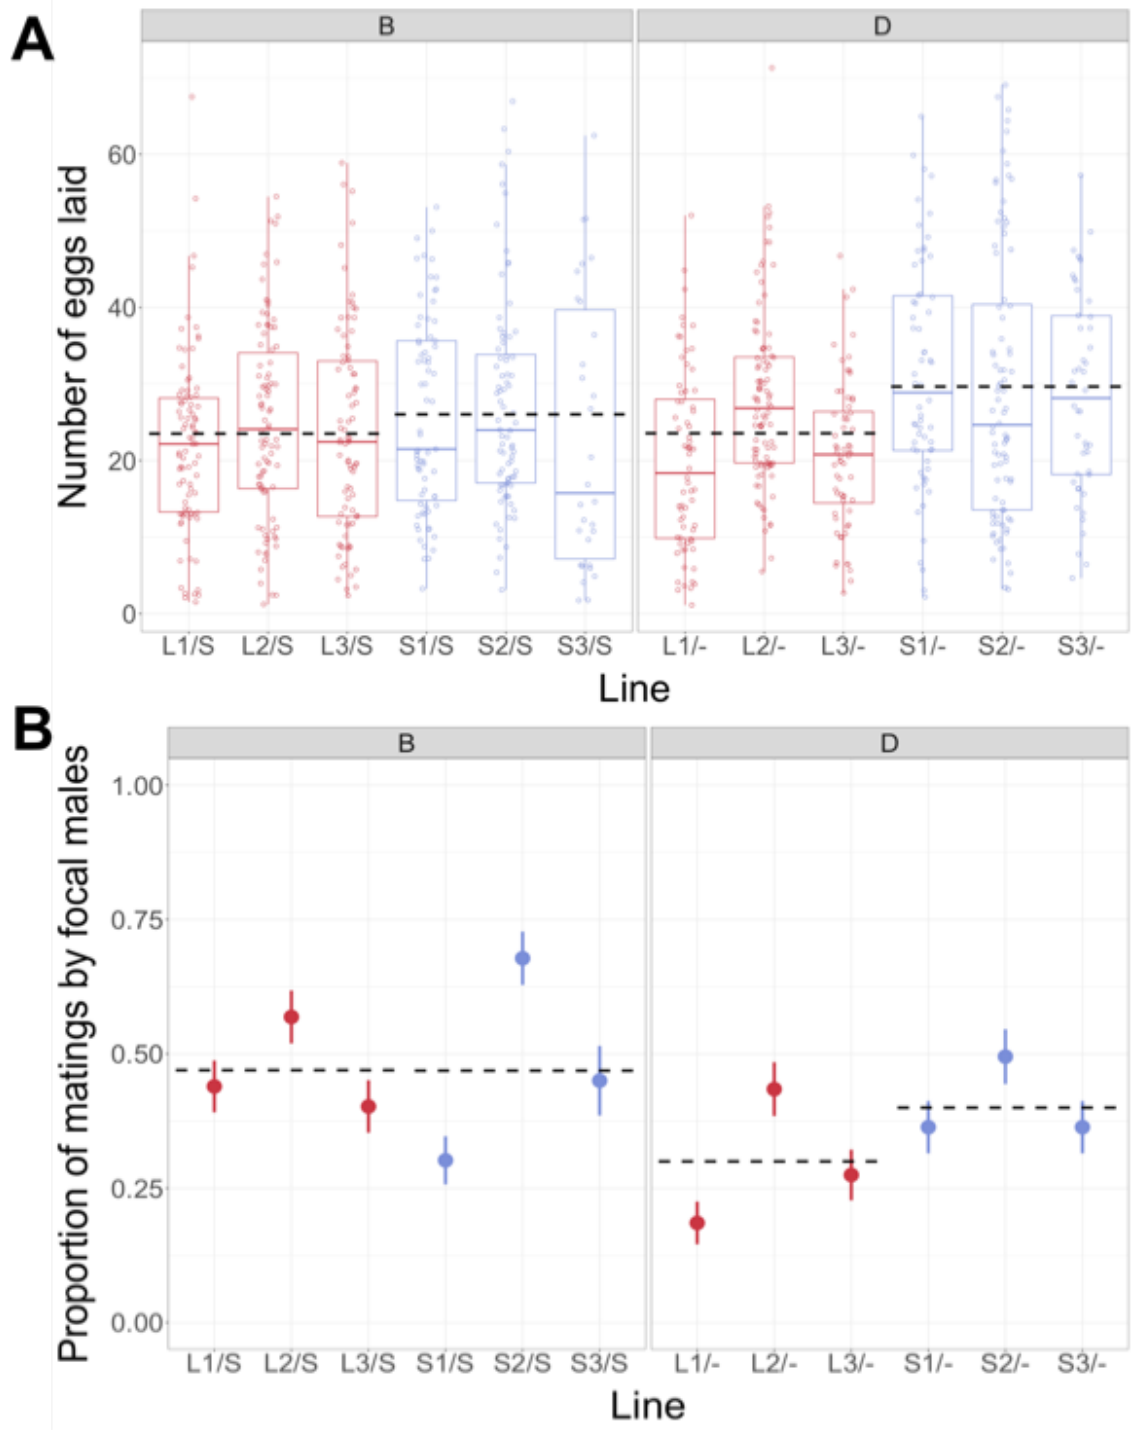 A
B D
Number of eggs laid
60
40
20
0
L1/S L2/S L3/S S1/S S2/S S3/S L1/- L2/- L3/- S1/- S2/- S3/-
Line
B
B D
Proportion of matings by focal males
1.00
0.75
0.50
0.25
0.00
L1/S L2/S L3/S S1/S S2/S S3/S L1/- L2/- L3/- S1/- S2/- S3/-
Line